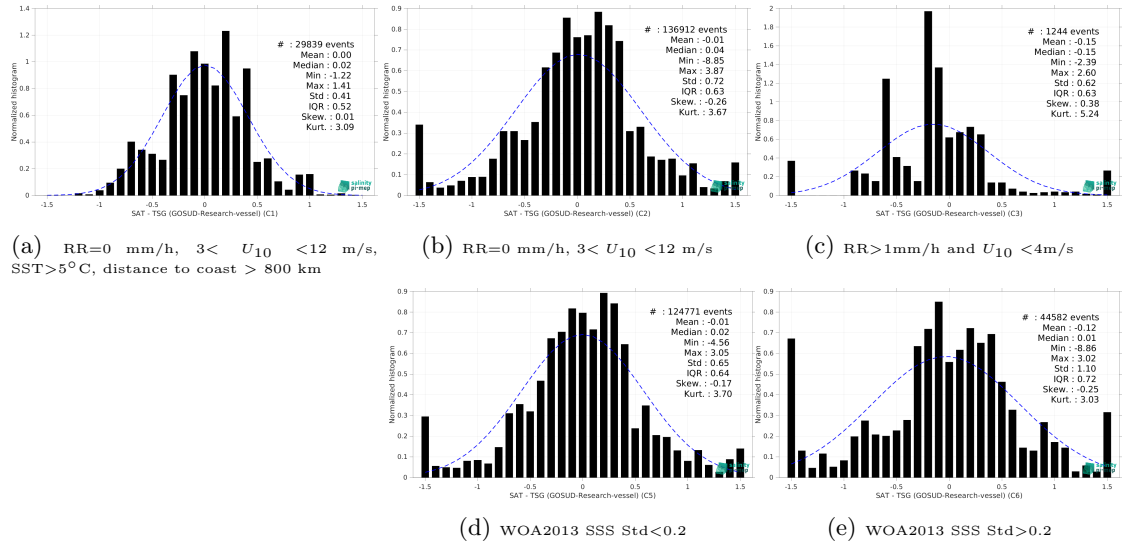 1.4
1.2
1
0.8
0.6
0.4
0.2
0
Normalized histogram
-1.5 -1 -0.5 0 0.5 1 1.5
SAT - TSG (GOSUD-Research-vessel) (C1)
# : 29839 events
Mean : 0.00
Median : 0.02
Min : -1.22
Max : 1.41
Std : 0.41
IQR : 0.52
Skew. : 0.01
Kurt. : 3.09
salinity
pi-mep
(a) RR=0 mm/h, 3< U10 <12 m/s,
SST>5°C, distance to coast > 800 km
0.9
0.8
0.7
0.6
0.5
0.4
0.3
0.2
0.1
0
Normalized histogram
-1.5 -1 -0.5 0 0.5 1 1.5
SAT - TSG (GOSUD-Research-vessel) (C2)
# : 136912 events
Mean : -0.01
Median : 0.04
Min : -8.85
Max : 3.87
Std : 0.72
IQR : 0.63
Skew. : -0.26
Kurt. : 3.67
(b) RR=0 mm/h, 3< U10 <12 m/s
2
1.8
1.6
1.4
1.2
1
0.8
0.6
0.4
0.2
0
Normalized histogram
-1.5 -1 -0.5 0 0.5 1 1.5
SAT - TSG (GOSUD-Research-vessel) (C3)
# : 1244 events
Mean : -0.15
Median : -0.15
Min : -2.39
Max : 2.60
Std : 0.62
IQR : 0.63
Skew. : 0.38
Kurt. : 5.24
(c) RR>1mm/h and U10 <4m/s
0.9
0.8
0.7
0.6
0.5
0.4
0.3
0.2
0.1
0
Normalized histogram
-1.5 -1 -0.5 0 0.5 1 1.5
SAT - TSG (GOSUD-Research-vessel) (C5)
# : 124771 events
Mean : -0.01
Median : 0.02
Min : -4.56
Max : 3.05
Std : 0.65
IQR : 0.64
Skew. : -0.17
Kurt. : 3.70
(d) WOA2013 SSS Std<0.2
0.9
0.8
0.7
0.6
0.5
0.4
0.3
0.2
0.1
0
Normalized histogram
-1.5 -1 -0.5 0 0.5 1 1.5
SAT - TSG (GOSUD-Research-vessel) (C6)
# : 44582 events
Mean : -0.12
Median : 0.01
Min : -8.86
Max : 3.02
Std : 1.10
IQR : 0.72
Skew. : -0.25
Kurt. : 3.03
(e) WOA2013 SSS Std>0.2